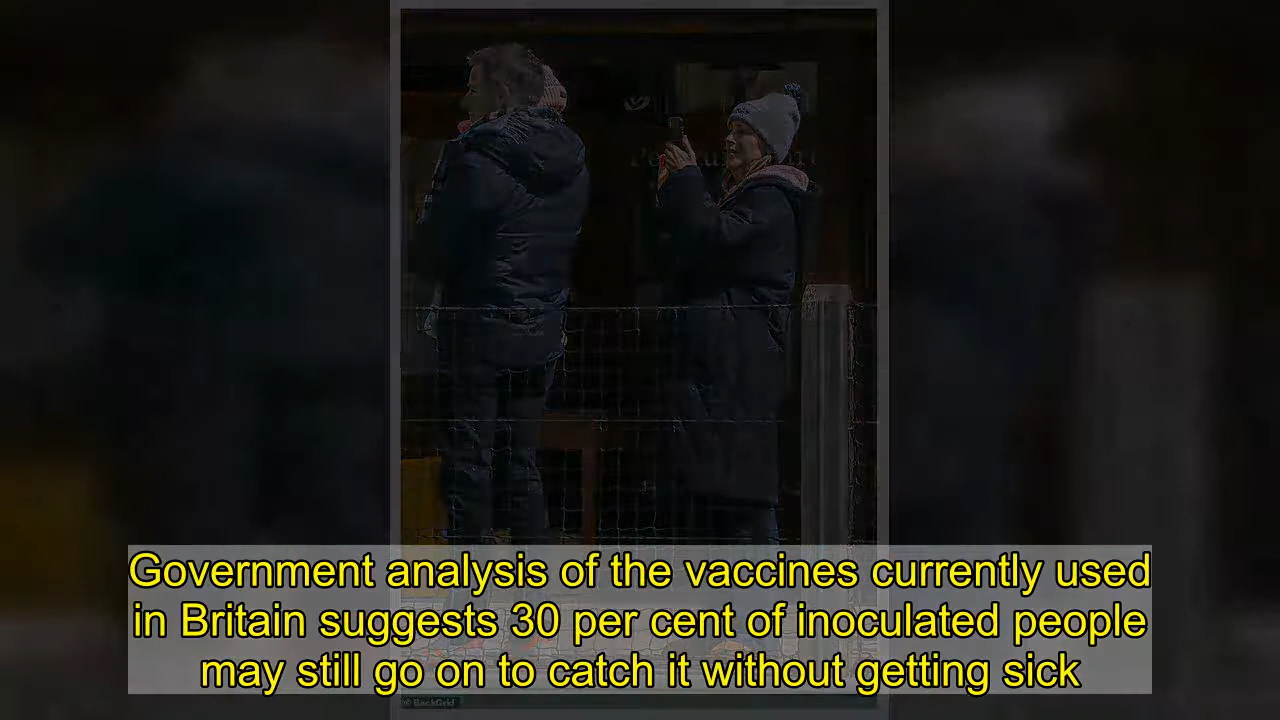 Government analysis of the vaccines currently used
in Britain suggests 30 per cent of inoculated people
may still go on to catch it without getting sick
© BackGrid